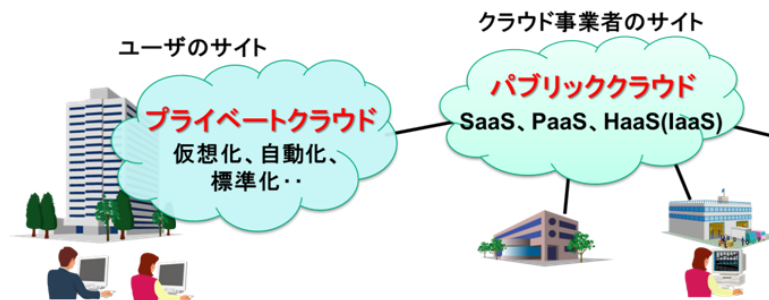 ユーザのサイト
プライベートクラウド
仮想化、自動化、
標準化‥
クラウド事業者のサイト
パブリッククラウド
SaaS、PaaS、HaaS(IaaS)